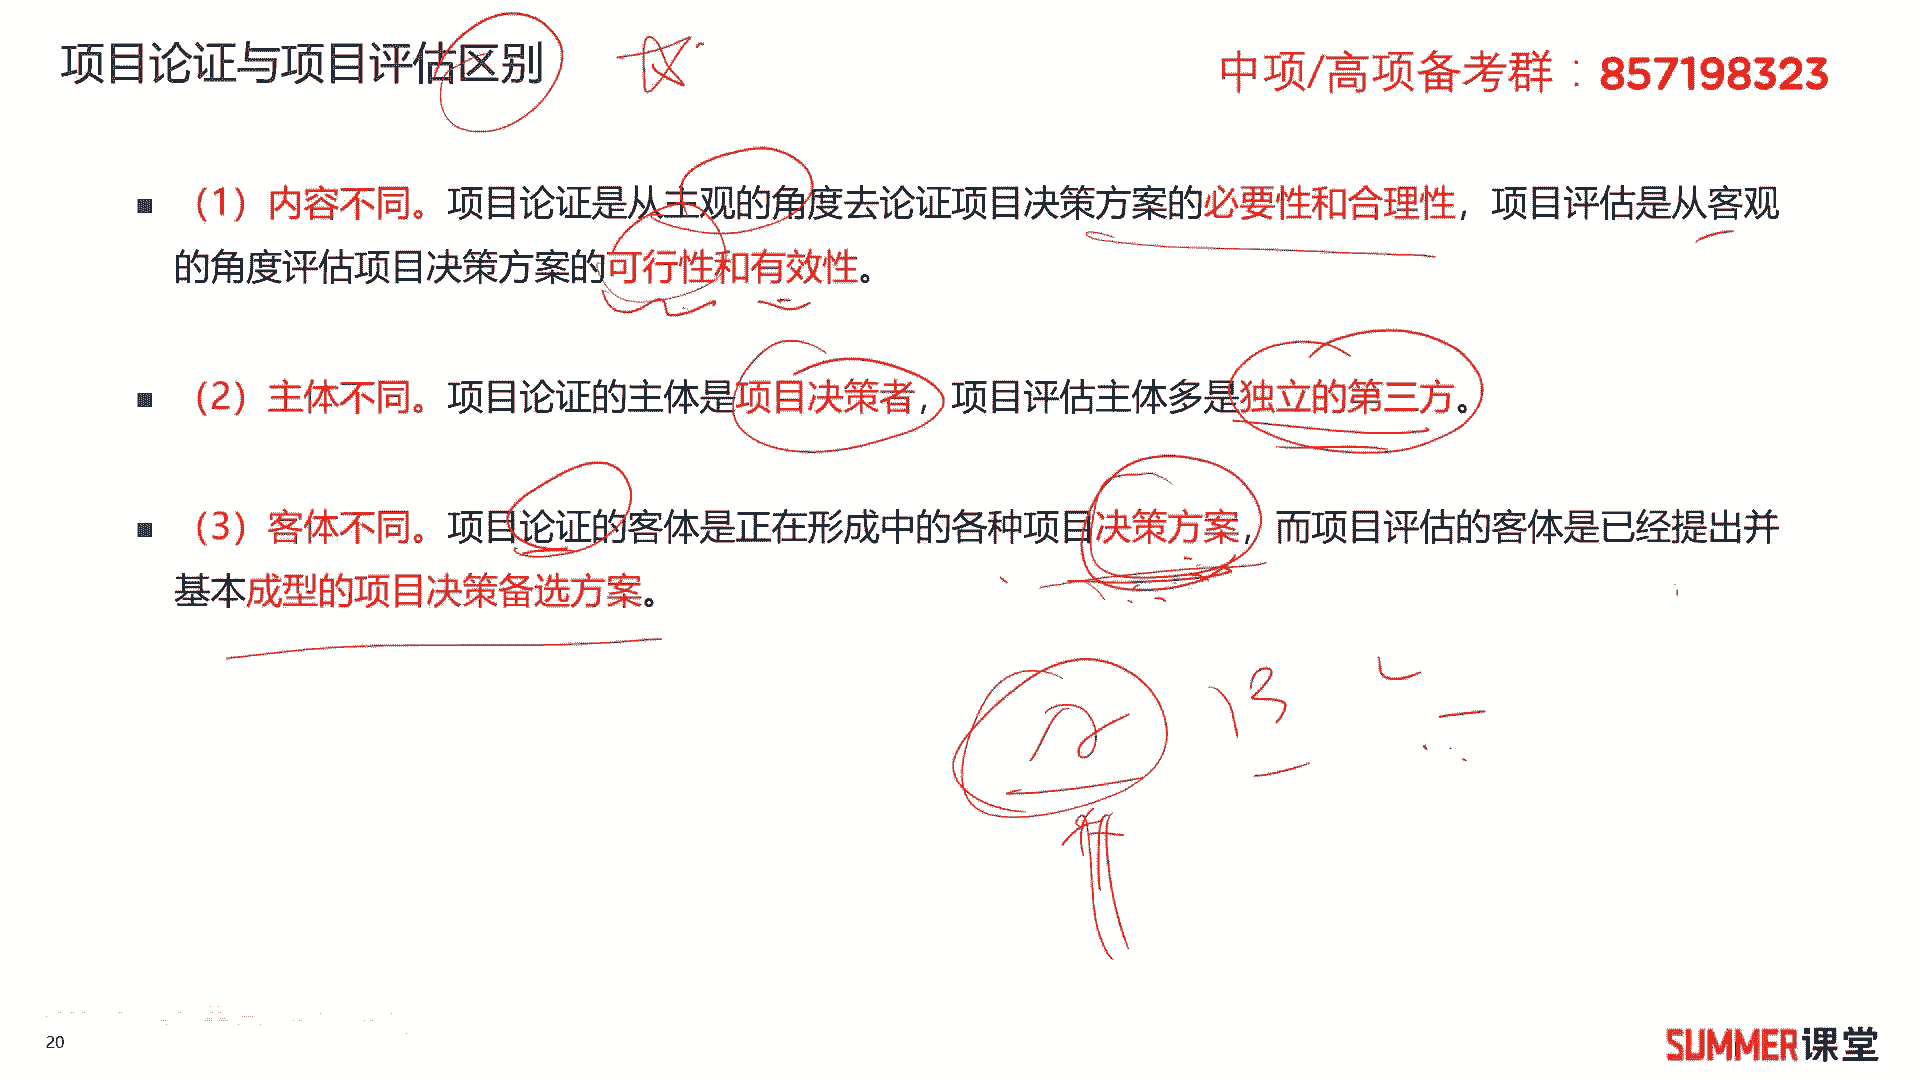 项目论证与项目评估区别
中项/高项备考群：857198323
（1）内容不同。项目论证是从主观的角度去论证项目决策方案的必要性和合理性，项目评估是从客观
的角度评估项目决策方案的可行性和有效性。
（2）主体不同。项目论证的主体是项目决策者，项目评估主体多是独立的第三方。
（3）客体不同。项目论证的客体是正在形成中的各种项目决策方案，而项目评估的客体是已经提出并
基本成型的项目决策备选方案。
20
SUMMER课堂